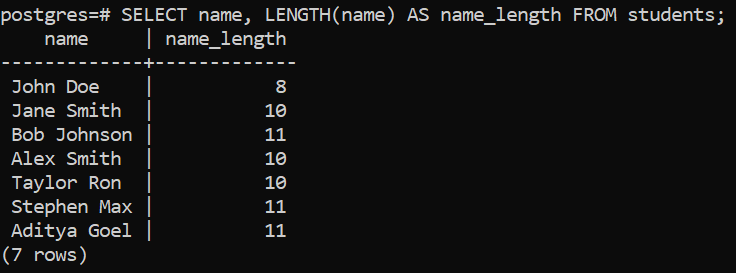 postgres=# SELECT name, LENGTH(name) AS name_length FROM students;
    name     | name_length
-------------+-------------
 John Doe    |           8
 Jane Smith  |          10
 Bob Johnson |          11
 Alex Smith  |          10
 Taylor Ron  |          10
 Stephen Max |          11
 Aditya Goel |          11
(7 rows)